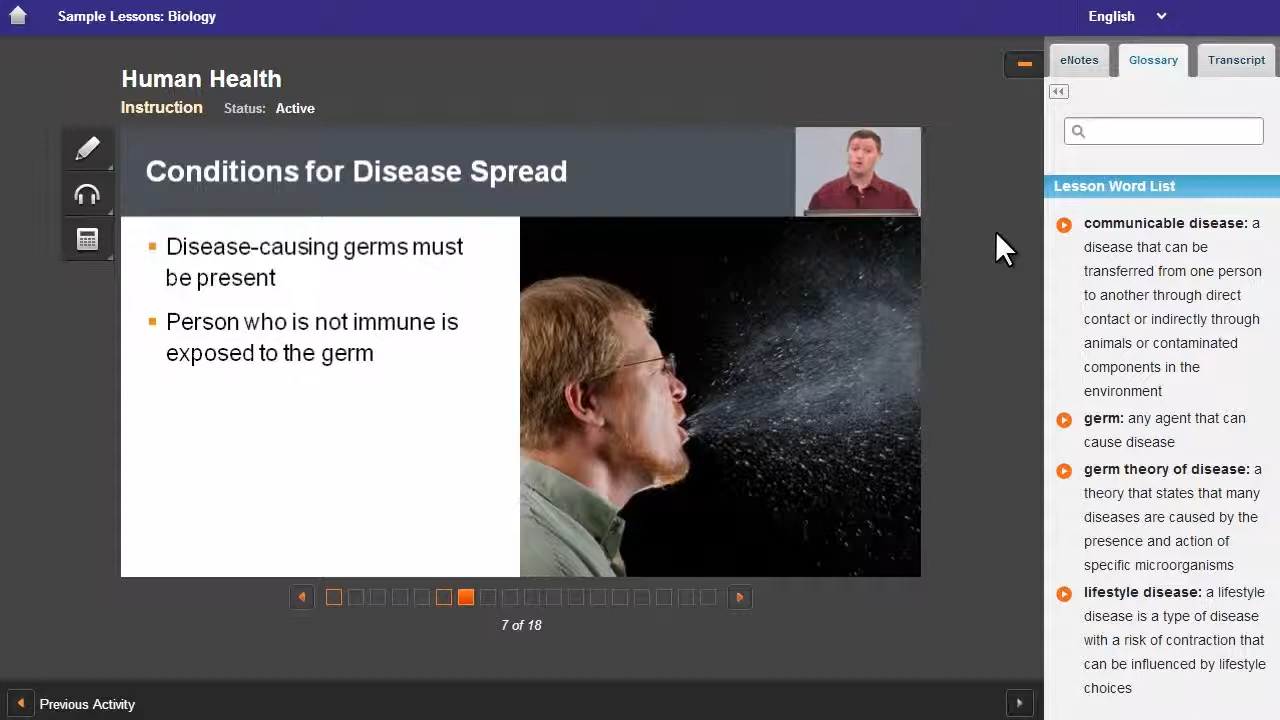 Sample Lessons: Biology
English
Human Health
Instruction Status: Active
eNotes Glossary Transcript
Conditions for Disease Spread
Disease-causing germs must
be present
Person who is not immune is
exposed to the germ
7 of 18
Previous Activity
Lesson Word List
communicable disease: a
disease that can be
transferred from one person
to another through direct
contact or indirectly through
animals or contaminated
components in the
environment
germ: any agent that can
cause disease
germ theory of disease: a
theory that states that many
diseases are caused by the
presence and action of
specific microorganisms
lifestyle disease: a lifestyle
disease is a type of disease
with a risk of contraction that
can be influenced by lifestyle
choices